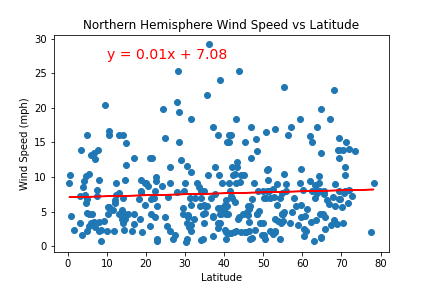 Northern Hemisphere Wind Speed vs Latitude
y = 0.01x + 7.08
30
25
20
15
10
5
0
Wind Speed (mph)
0 10 20 30 40 50 60 70 80
Latitude